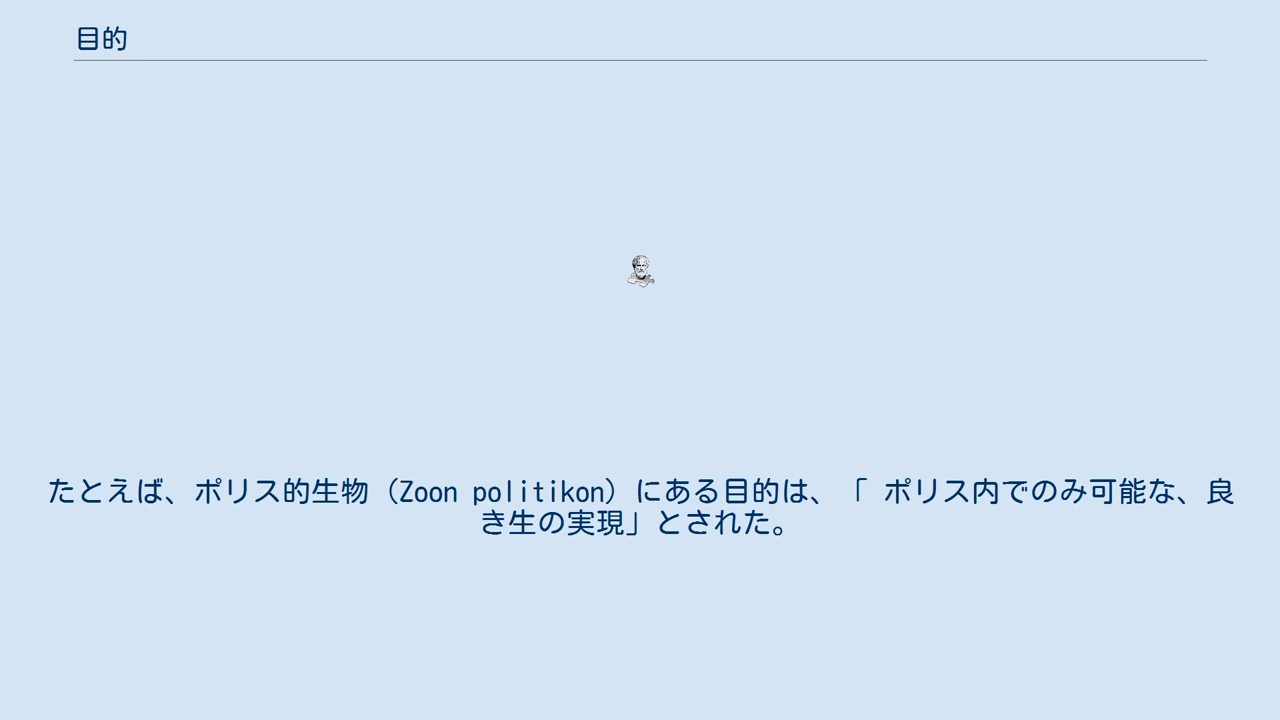 目的
たとえば、ポリス的生物（Zoon politikon）にある目的は、「 ポリス内でのみ可能な、良
き生の実現」とされた。